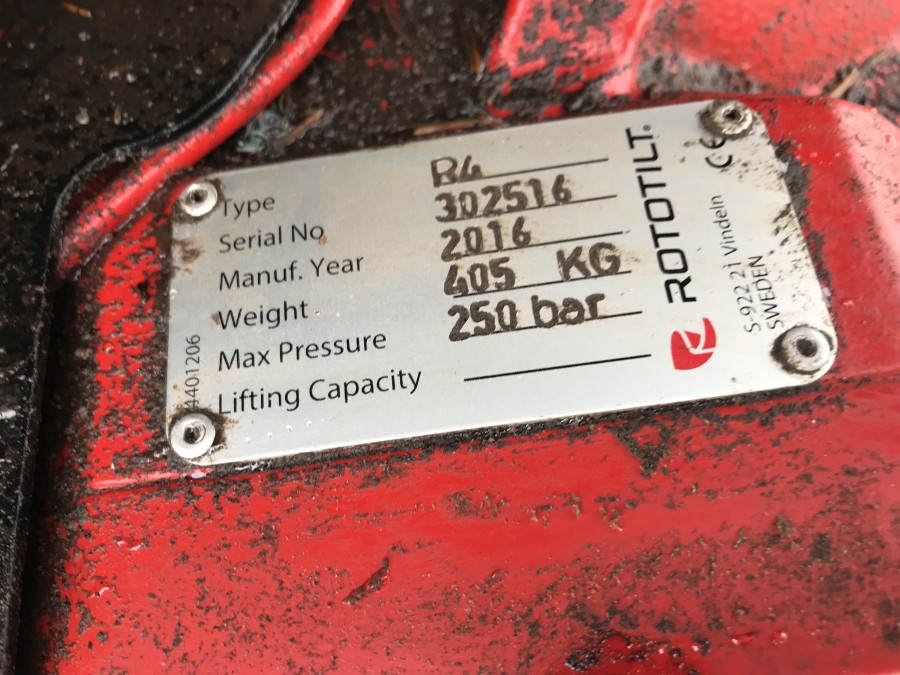 Type R4
Serial No 302516
Manuf. Year 2016
Weight 405 KG
Max Pressure 250 bar
Lifting Capacity
4401206
ROTOTILT®
CE
S-922 21 Vindeln
SWEDEN